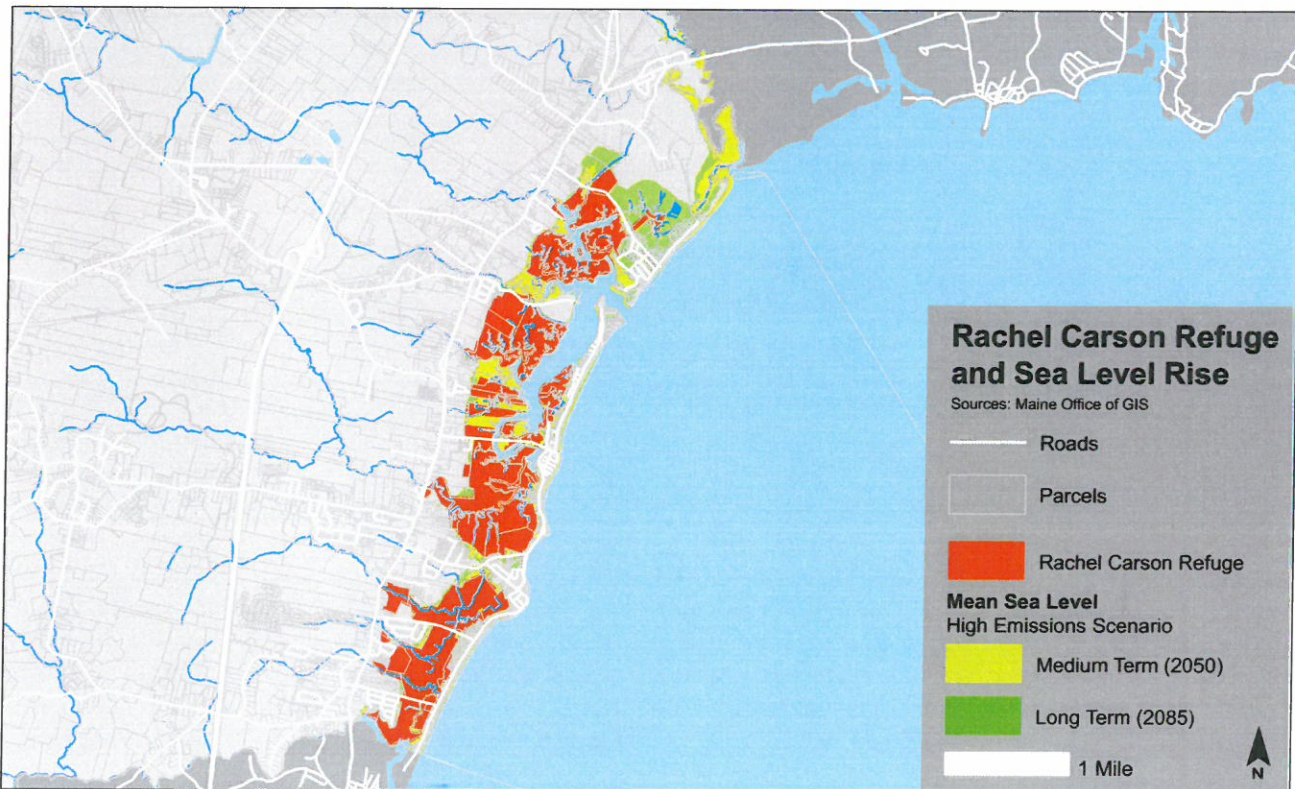 Rachel Carson Refuge
and Sea Level Rise
Sources: Maine Office of GIS
Roads
Parcels
Rachel Carson Refuge
Mean Sea Level
High Emissions Scenario
Medium Term (2050)
Long Term (2085)
1 Mile
N